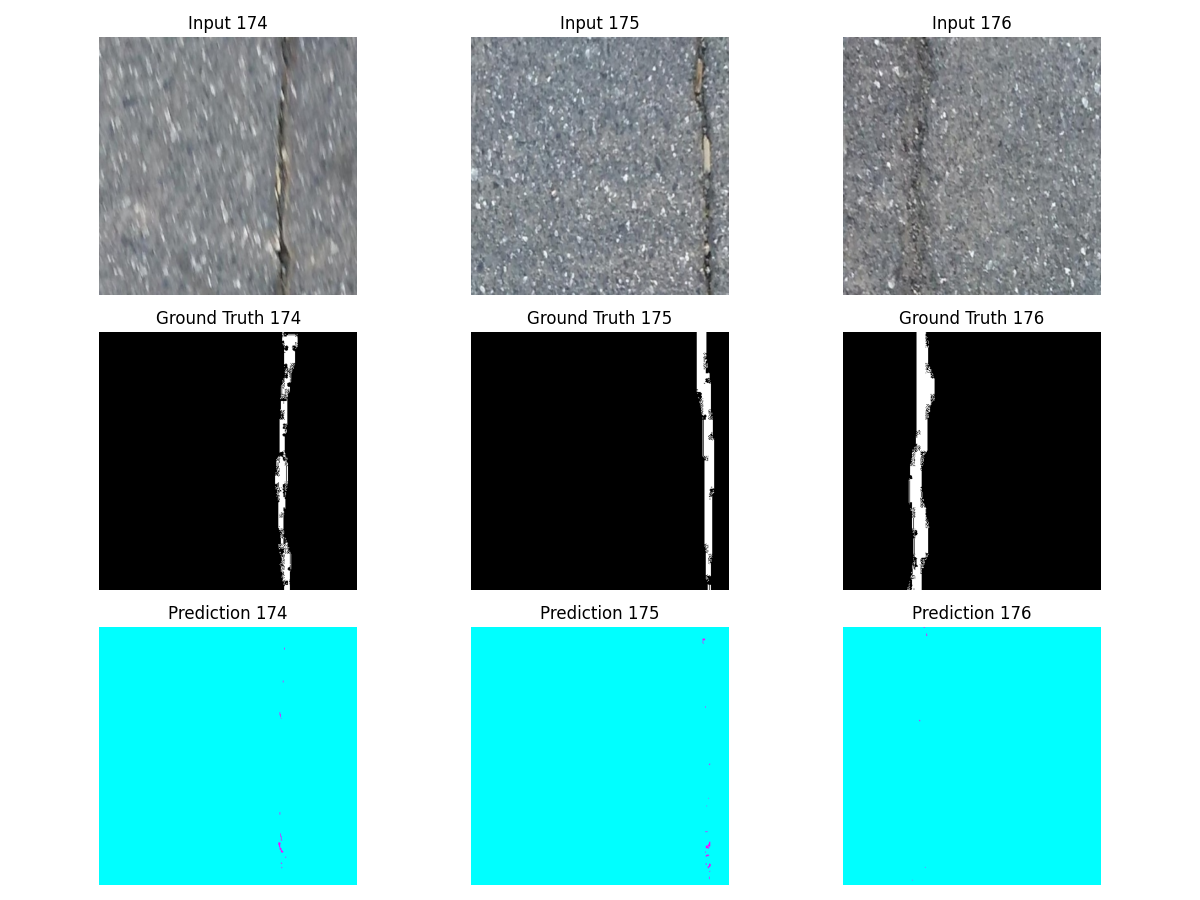 Input 174
Input 175
Input 176
Ground Truth 174
Ground Truth 175
Ground Truth 176
Prediction 174
Prediction 175
Prediction 176